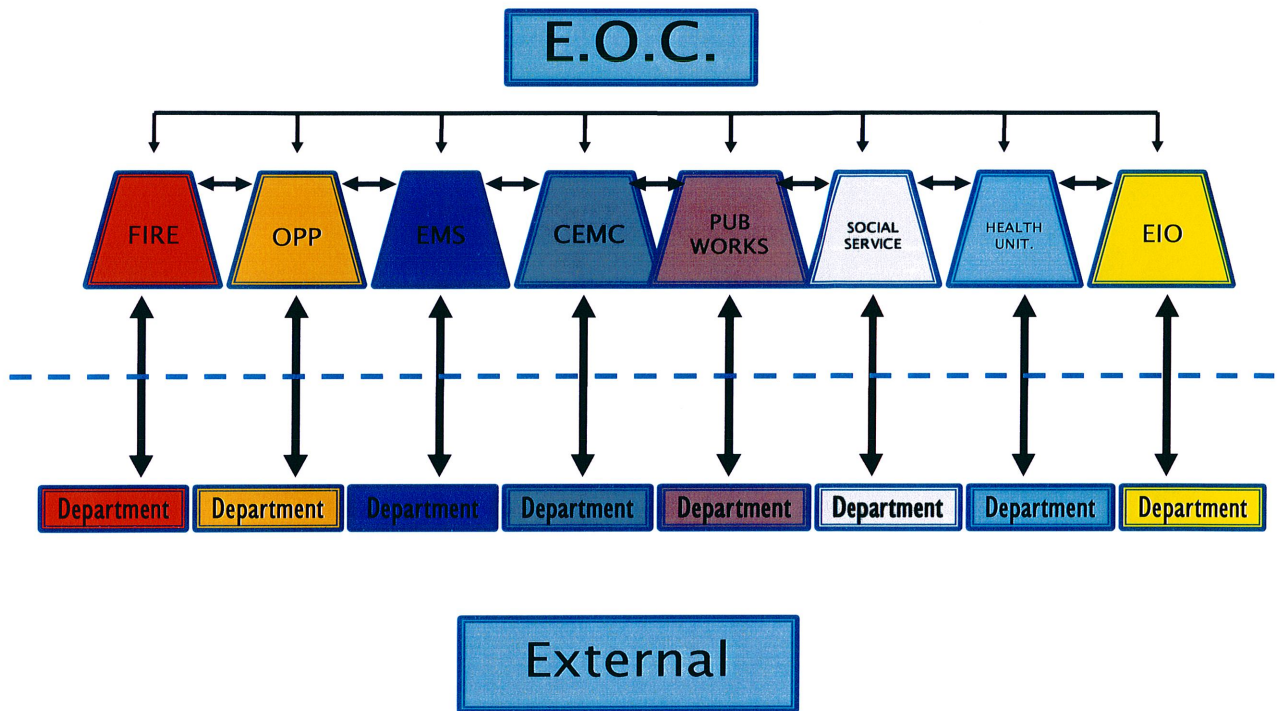 E.O.C.
FIRE
OPP
EMS
CEMC
PUB
WORKS
SOCIAL
SERVICE
HEALTH
UNIT.
EIO
Department
Department
Department
Department
Department
Department
Department
Department
External